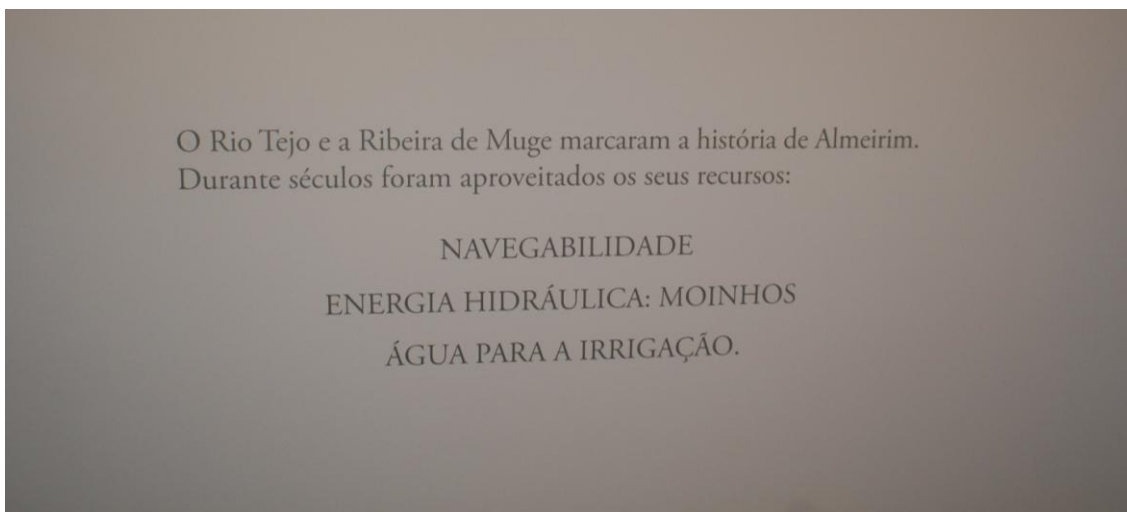 O Rio Tejo e a Ribeira de Muge marcaram a história de Almeirim.
Durante séculos foram aproveitados os seus recursos:
NAVEGABILIDADE
ENERGIA HIDRÁULICA: MOINHOS
ÁGUA PARA A IRRIGAÇÃO.